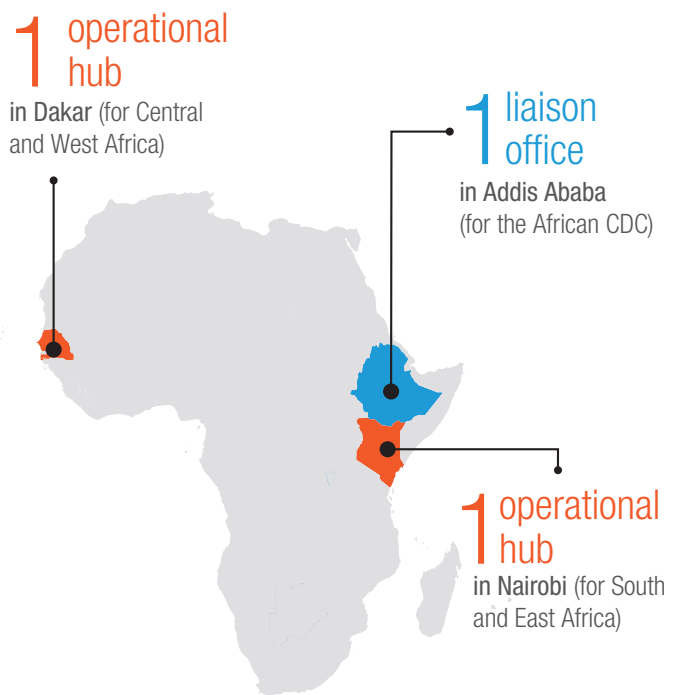 1 operational
hub
in Dakar (for Central
and West Africa)
1 liaison
office
in Addis Ababa
(for the African CDC)
1 operational
hub
in Nairobi (for South
and East Africa)